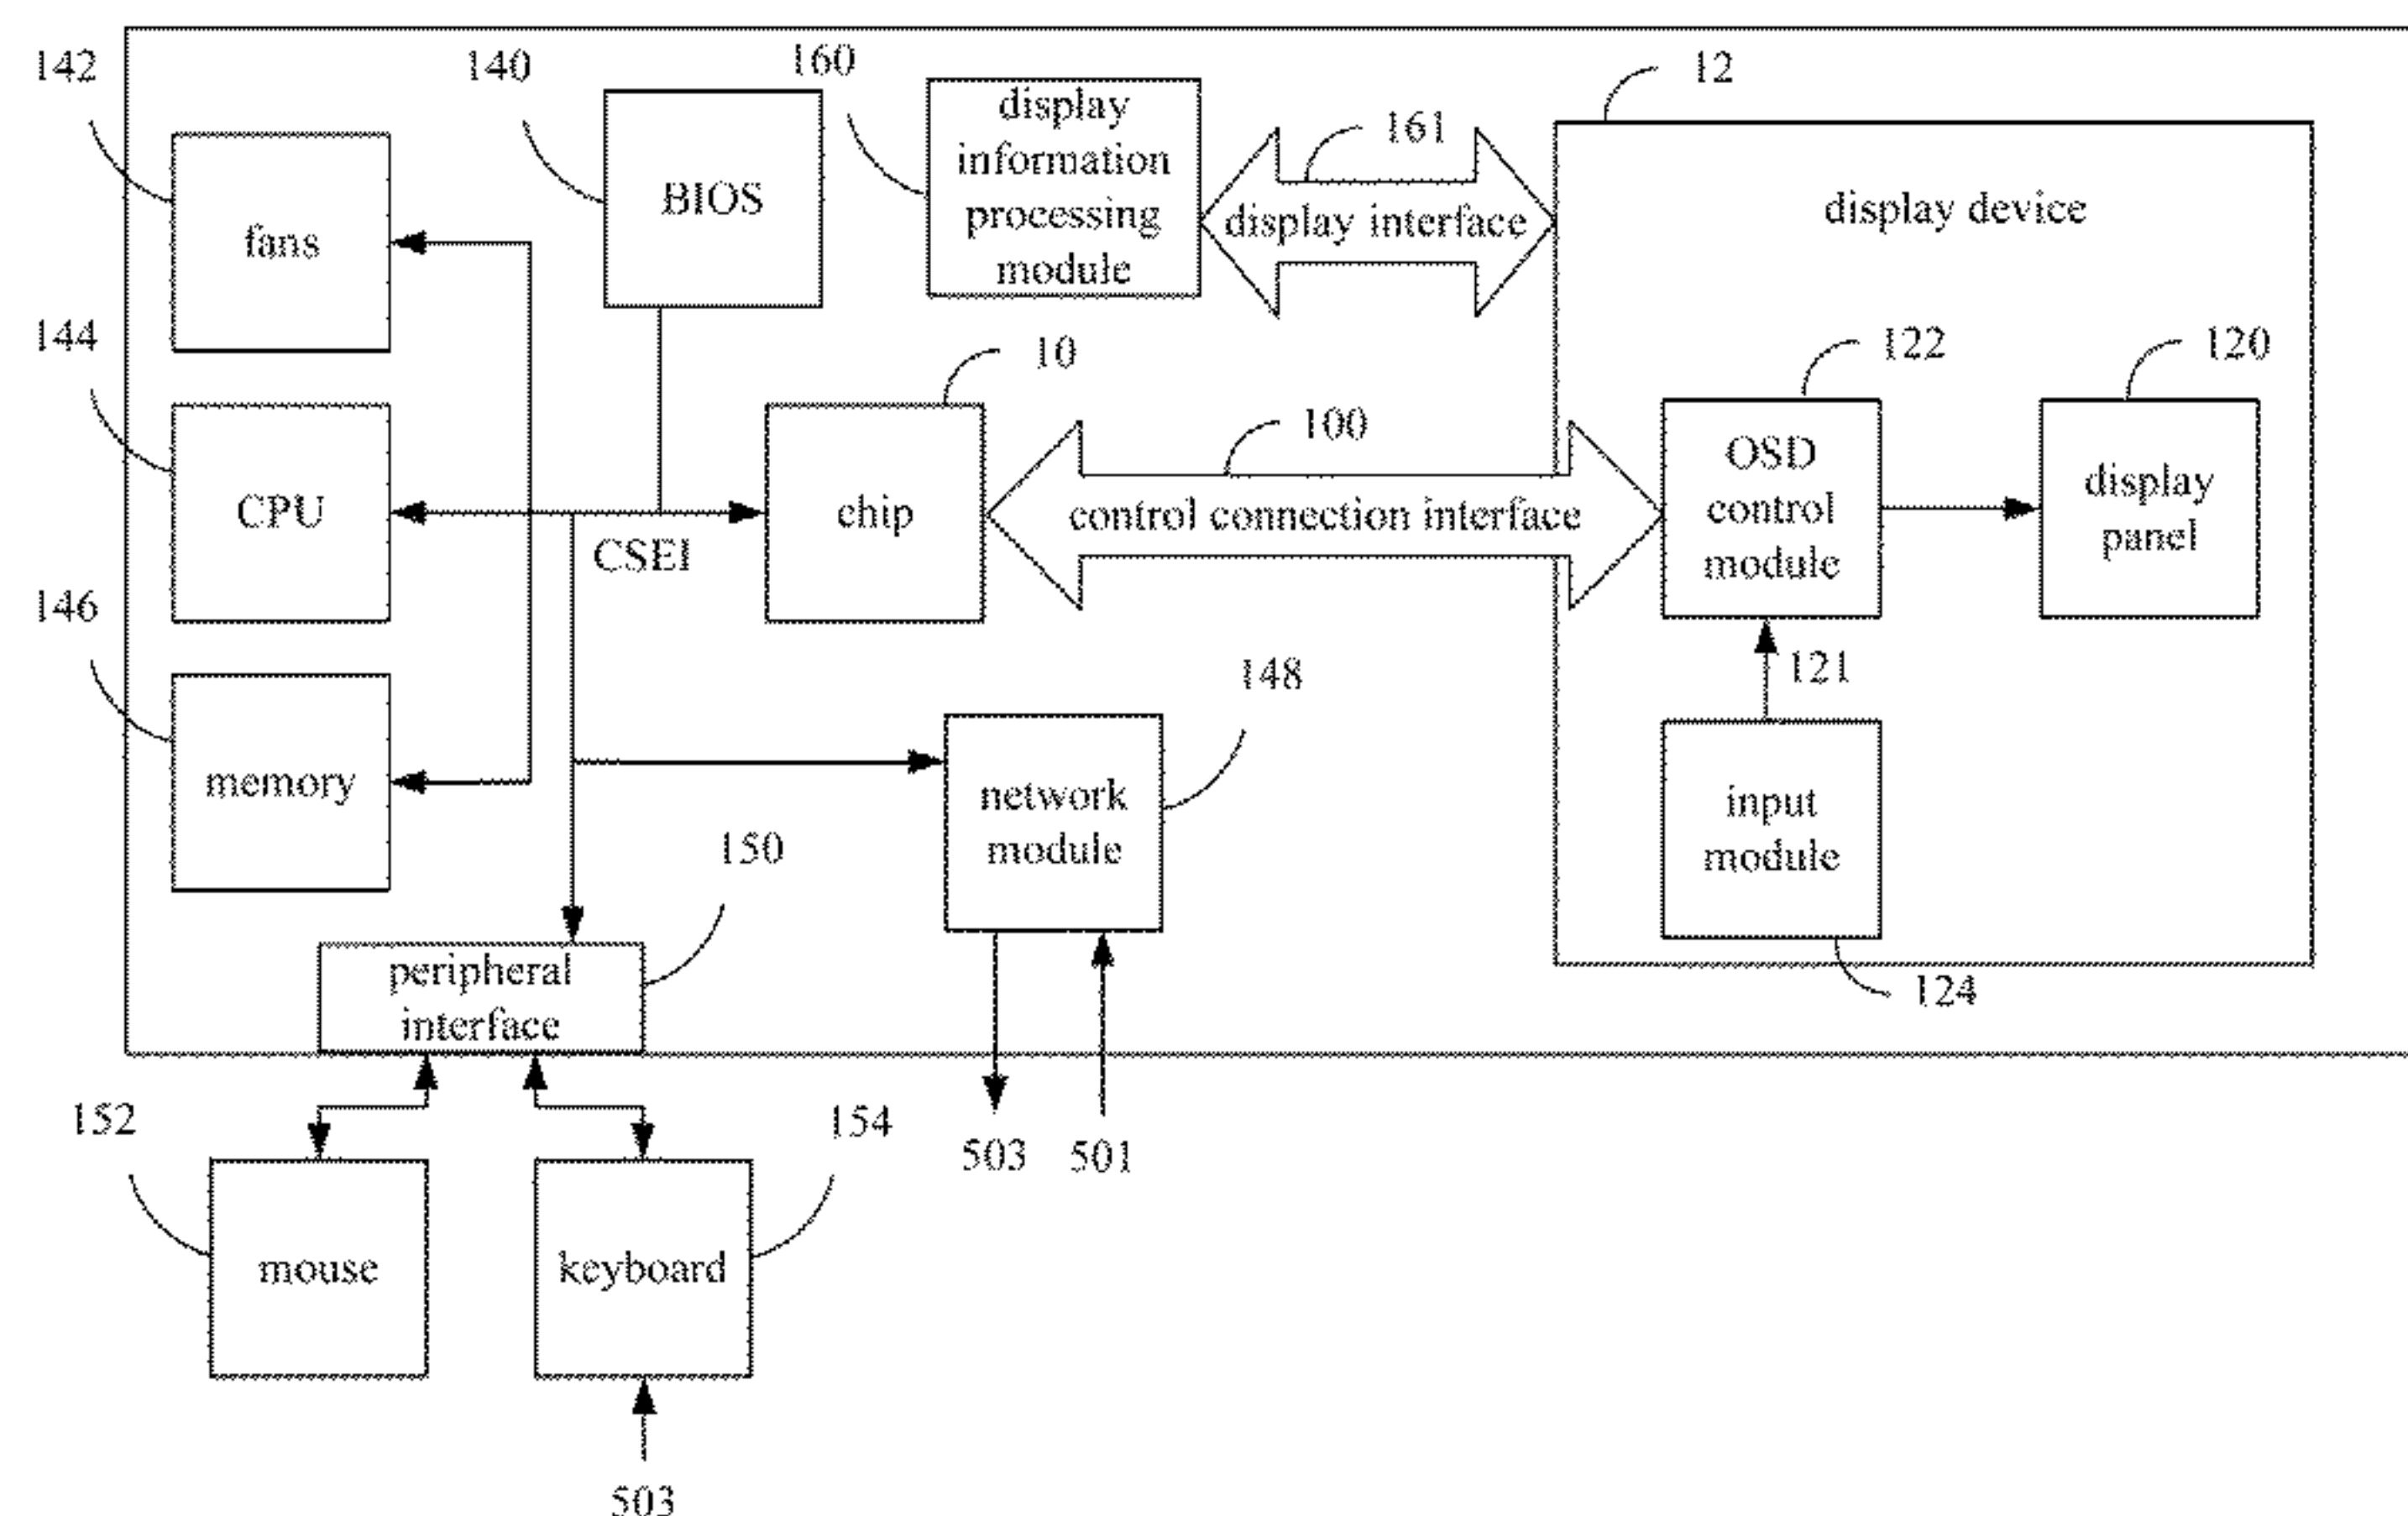 142
140
160
12
display
information
processing
module
161
display interface
display device
fans
BIOS
144
10
122
120
100
CPU
CSEI
chip
control connection interface
OSD
control
module
display
panel
146
121
148
memory
network
module
input
module
150
peripheral
interface
124
152
154
503
501
mouse
keyboard
503